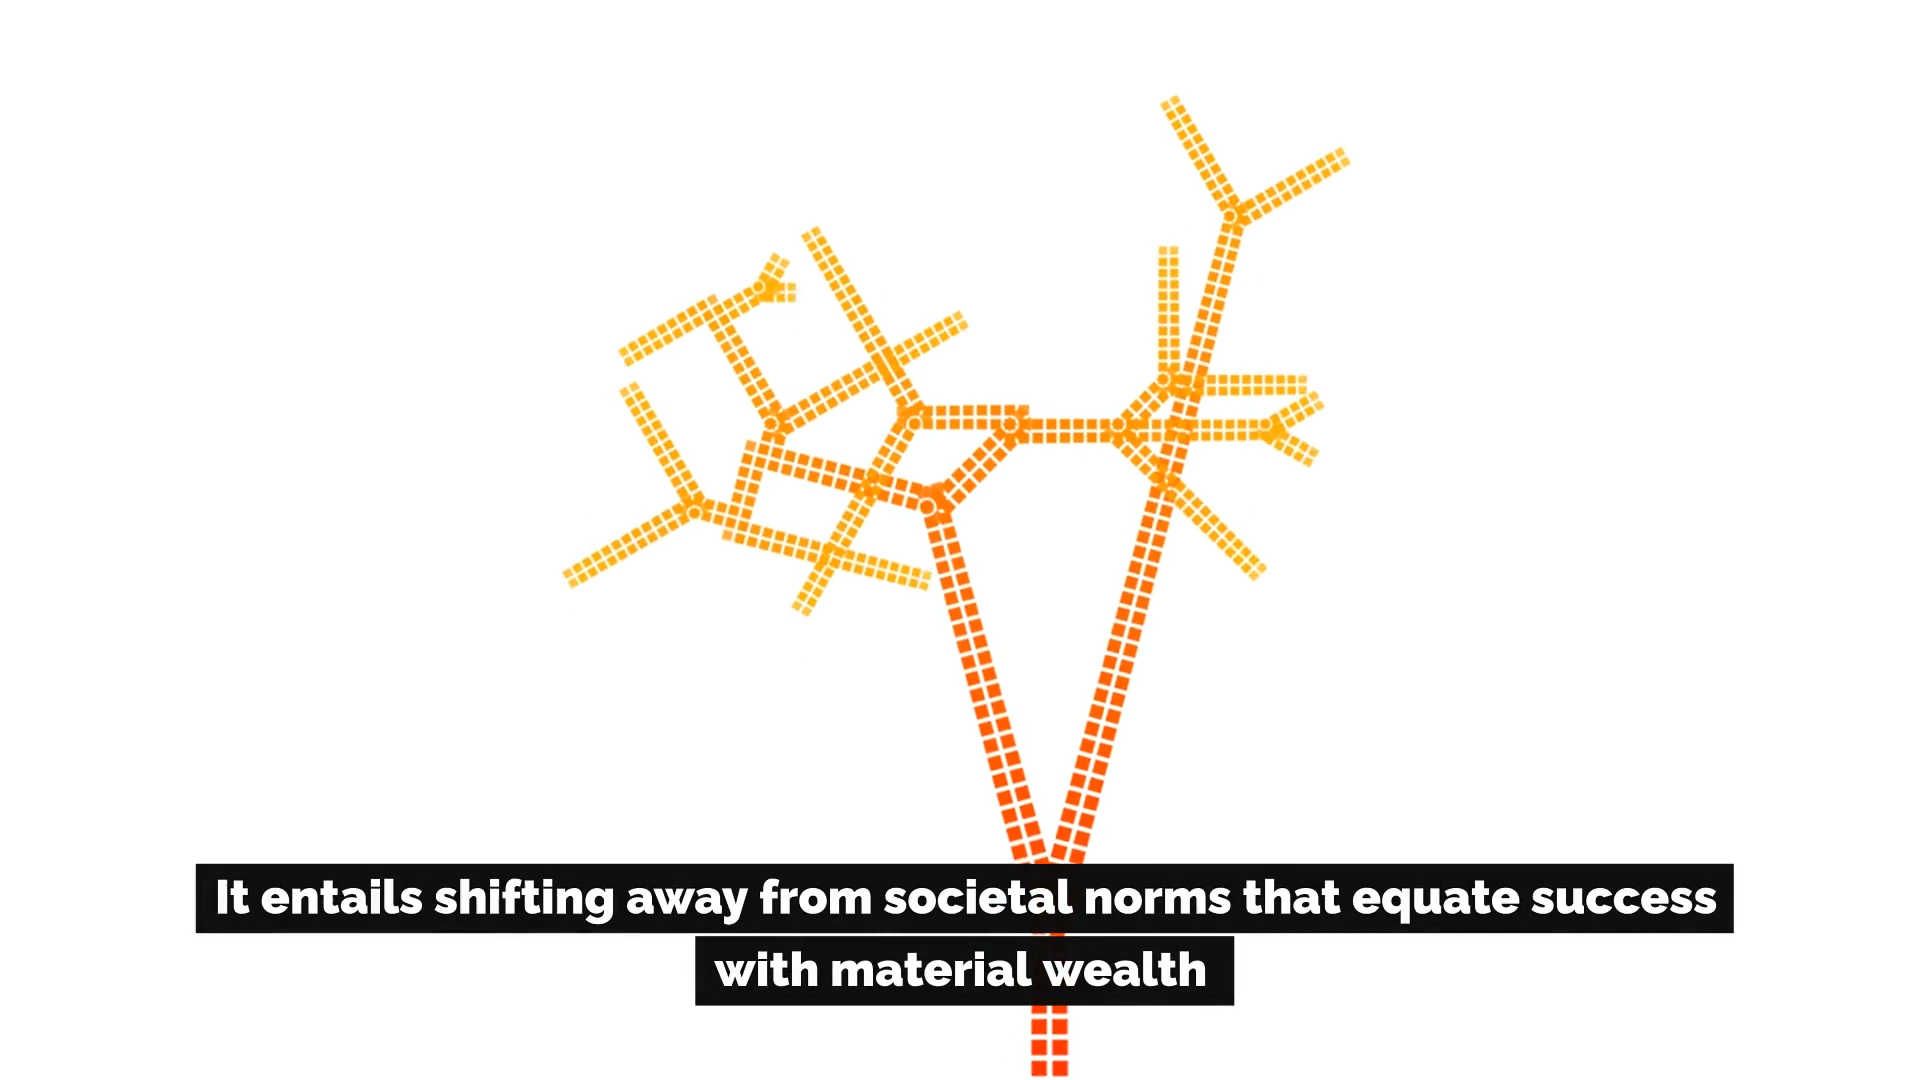 It entails shifting away from societal norms that equate success
with material wealth